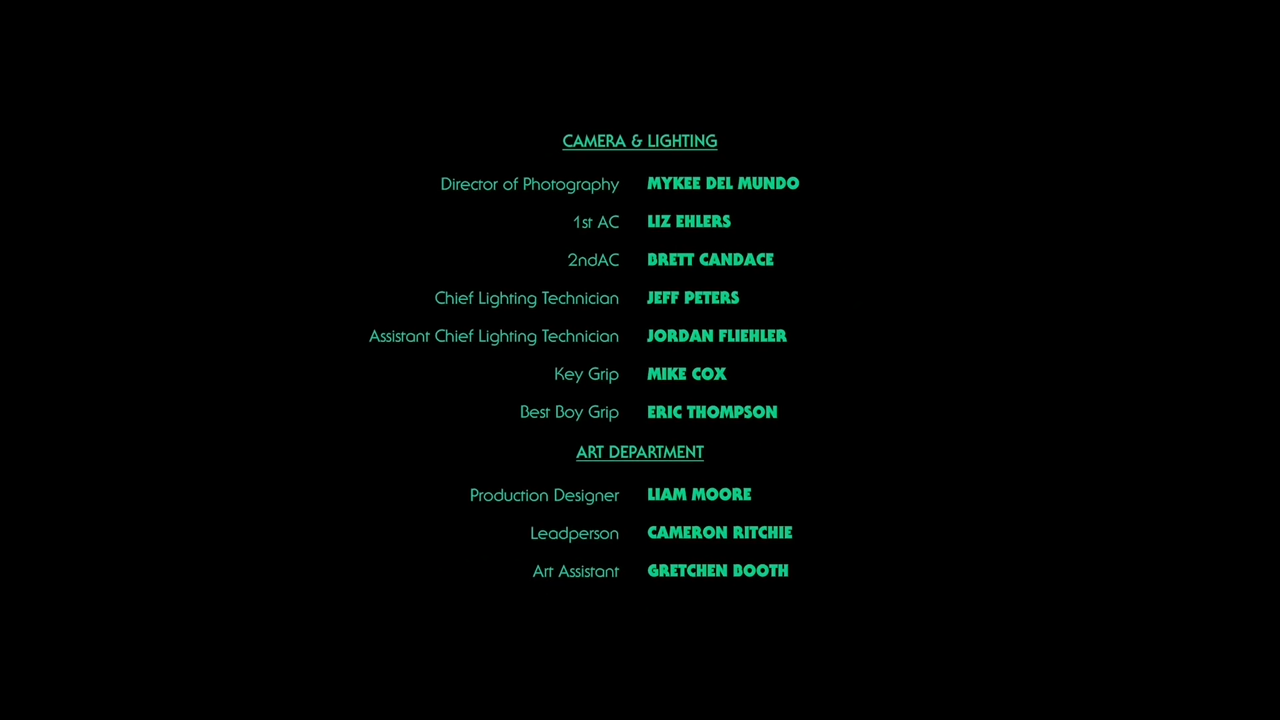 CAMERA & LIGHTING
Director of Photography MYKEE DEL MUNDO
1st AC LIZ EHLERS
2ndAC BRETT CANDACE
Chief Lighting Technician JEFF PETERS
Assistant Chief Lighting Technician JORDAN FLIEHLER
Key Grip MIKE COX
Best Boy Grip ERIC THOMPSON
ART DEPARTMENT
Production Designer LIAM MOORE
Leadperson CAMERON RITCHIE
Art Assistant GRETCHEN BOOTH